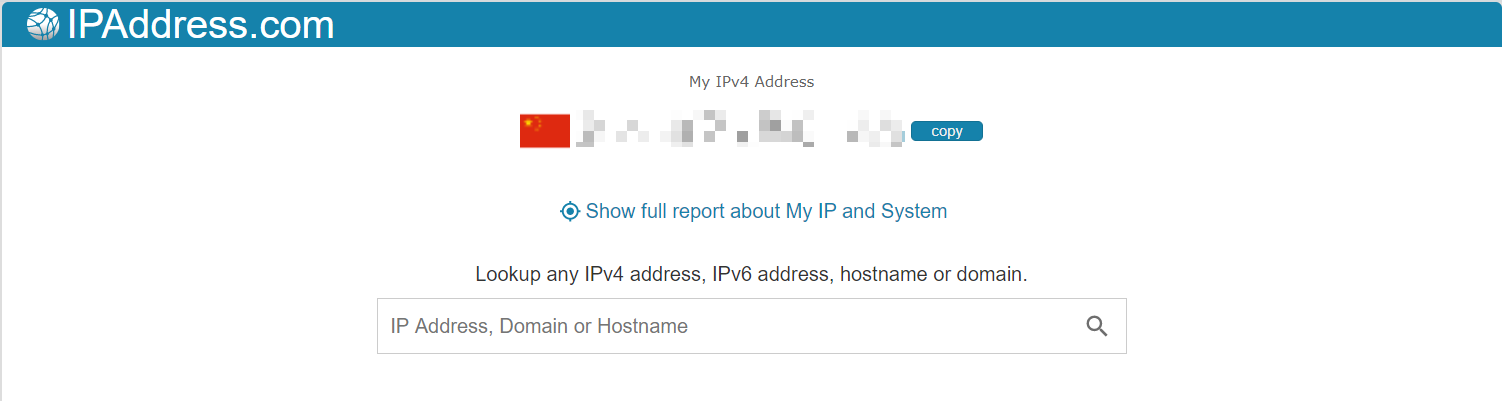 IPAddress.com
My IPv4 Address
copy
Show full report about My IP and System
Lookup any IPv4 address, IPv6 address, hostname or domain.
IP Address, Domain or Hostname